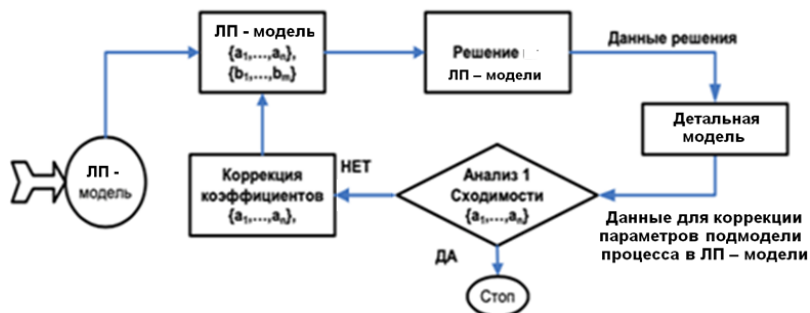 ЛП -
модель
ЛП - модель
{a₁,...,aₙ},
{b₁,...,bₘ}
Решение
ЛП – модели
Данные решения
Детальная
модель
Данные для коррекции
параметров подмодели
процесса в ЛП – модели
Анализ 1
Сходимости
{a₁,...,aₙ}
НЕТ
Коррекция
коэффициентов
{a₁,...,aₙ},
ДА
Стоп